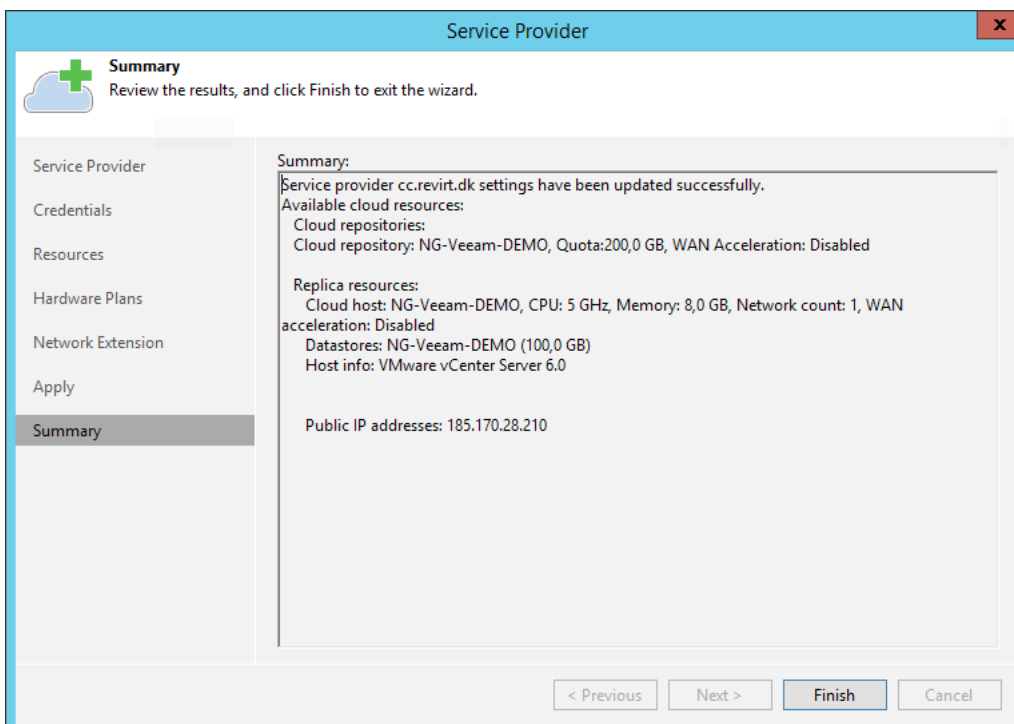 Service Provider
x
Summary
Review the results, and click Finish to exit the wizard.
Service Provider
Credentials
Resources
Hardware Plans
Network Extension
Apply
Summary
Summary:
Service provider cc.revirt.dk settings have been updated successfully.
Available cloud resources:
Cloud repositories:
Cloud repository: NG-Veeam-DEMO, Quota:200,0 GB, WAN Acceleration: Disabled
Replica resources:
Cloud host: NG-Veeam-DEMO, CPU: 5 GHz, Memory: 8,0 GB, Network count: 1, WAN
acceleration: Disabled
Datastores: NG-Veeam-DEMO (100,0 GB)
Host info: VMware vCenter Server 6.0
Public IP addresses: 185.170.28.210
< Previous
Next >
Finish
Cancel